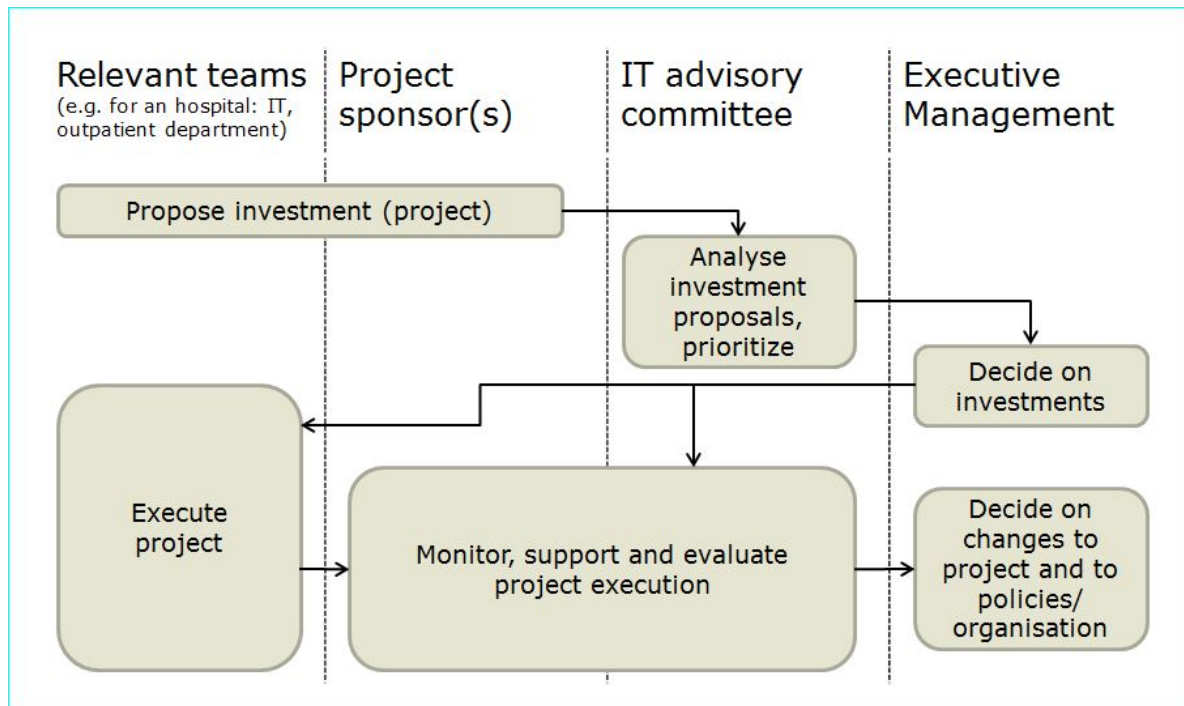 Relevant teams
(e.g. for an hospital: IT,
outpatient department)
Project
sponsor(s)
IT advisory
committee
Executive
Management
Propose investment (project)
Analyse
investment
proposals,
prioritize
Decide on
investments
Execute
project
Monitor, support and evaluate
project execution
Decide on
changes to
project and to
policies/
organisation